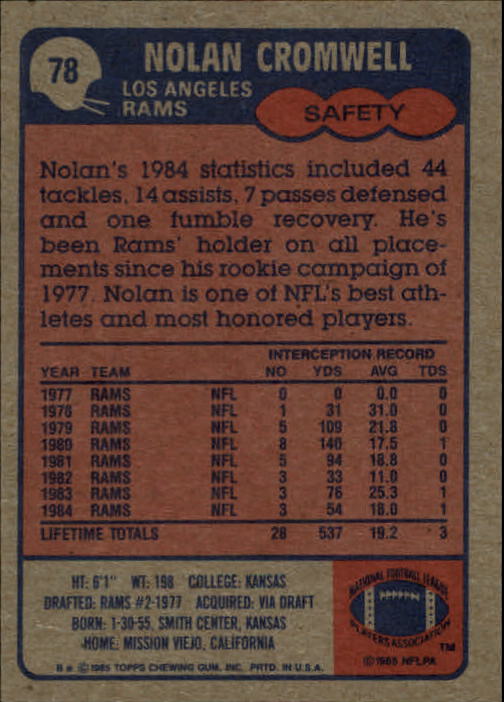 78
NOLAN CROMWELL
LOS ANGELES
RAMS
SAFETY
Nolan's 1984 statistics included 44
tackles, 14 assists, 7 passes defensed
and one fumble recovery. He's
been Rams' holder on all place-
ments since his rookie campaign of
1977. Nolan is one of NFL's best ath-
letes and most honored players.
INTERCEPTION RECORD
YEAR TEAM NO YDS AVG TDS
1977 RAMS NFL 0 0 0.0 0
1978 RAMS NFL 1 31 31.0 0
1979 RAMS NFL 5 109 21.8 0
1980 RAMS NFL 8 140 17.5 1
1981 RAMS NFL 5 94 18.8 0
1982 RAMS NFL 3 33 11.0 0
1983 RAMS NFL 3 76 25.3 1
1984 RAMS NFL 3 54 18.0 1
LIFETIME TOTALS 28 537 19.2 3
HT: 6'1" WT: 198 COLLEGE: KANSAS
DRAFTED: RAMS #2-1977 ACQUIRED: VIA DRAFT
BORN: 1-30-55, SMITH CENTER, KANSAS
HOME: MISSION VIEJO, CALIFORNIA
B* © 1985 TOPPS CHEWING GUM, INC. PRTD. IN U.S.A.
NATIONAL FOOTBALL LEAGUE
PLAYERS ASSOCIATION
TM
© 1985 NFLPA